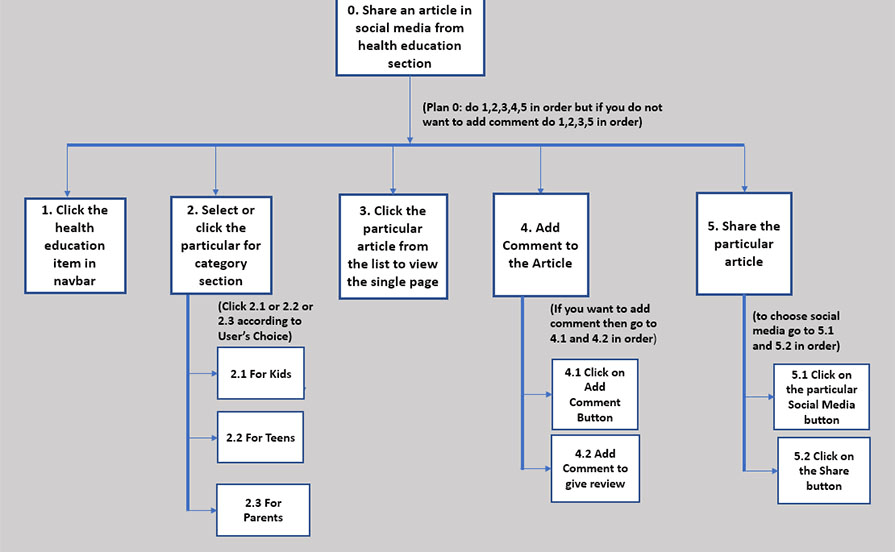 0. Share an article in
social media from
health education
section
(Plan 0: do 1,2,3,4,5 in order but if you do not
want to add comment do 1,2,3,5 in order)
1. Click the
health
education
item in
navbar
2. Select or
click the
particular for
category
section
3. Click the
particular
article from
the list to view
the single page
4. Add
Comment to
the Article
5. Share the
particular
article
(Click 2.1 or 2.2 or
2.3 according to
User's Choice)
2.1 For Kids
2.2 For Teens
2.3 For
Parents
(If you want to add
comment then go to
4.1 and 4.2 in order)
4.1 Click on
Add
Comment
Button
4.2 Add
Comment to
give review
(to choose social
media go to 5.1
and 5.2 in order)
5.1 Click on
the particular
Social Media
button
5.2 Click on
the Share
button